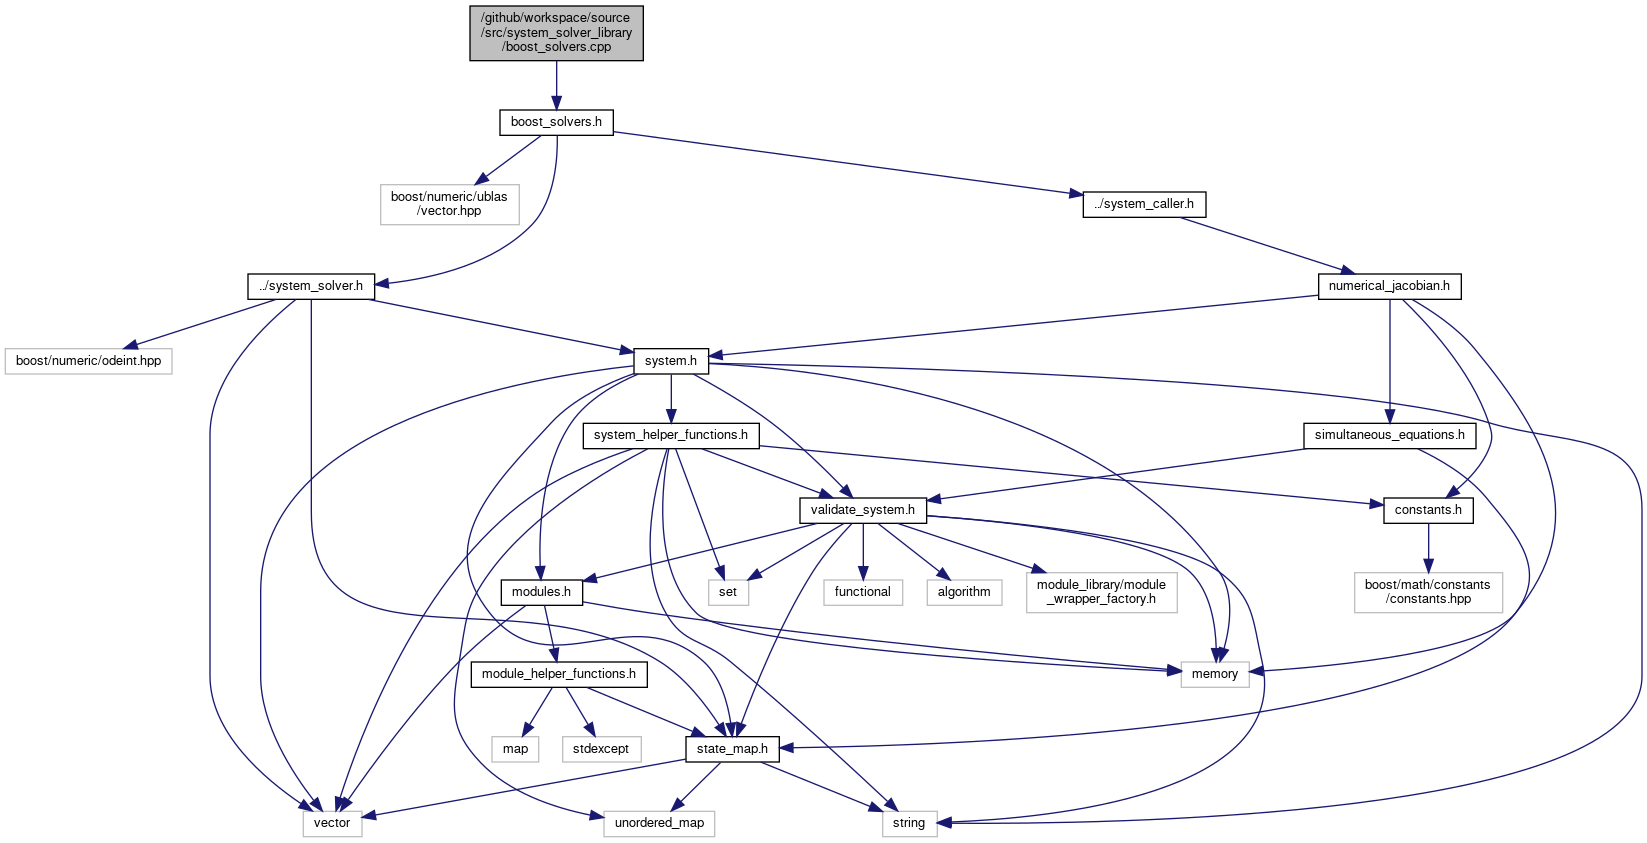 /github/workspace/source
/src/system_solver_library
/boost_solvers.cpp
boost_solvers.h
boost/numeric/ublas
/vector.hpp
../system_caller.h
../system_solver.h
numerical_jacobian.h
boost/numeric/odeint.hpp
system.h
system_helper_functions.h
simultaneous_equations.h
validate_system.h
constants.h
modules.h
set
functional
algorithm
module_library/module
_wrapper_factory.h
boost/math/constants
/constants.hpp
module_helper_functions.h
memory
map
stdexcept
state_map.h
vector
unordered_map
string